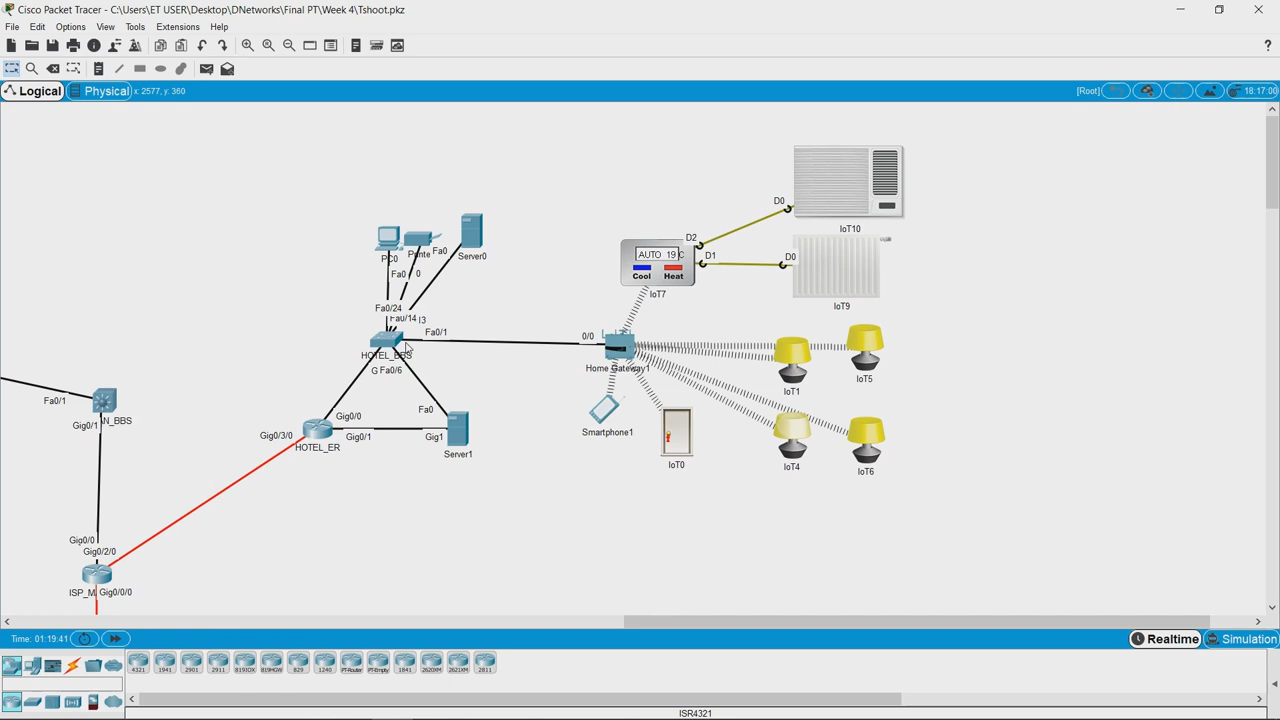 Cisco Packet Tracer - C:\Users\ET USER\Desktop\DNetworks\Final PT\Week 4\Tshoot.pkz
File Edit Options View Tools Extensions Help
?
Logical Physical x: 2577, y: 360 [Root] 18:17:00
D0
IoT10
D2
AUTO 19 C
D1
D0
Cool Heat
IoT7
IoT9
PC0
Fa0
Server0
Fa0 0
Fa0/24
Fa0/14 I3
Fa0/1
0/0
HOTEL_BBS
Home Gateway1
G Fa0/6
IoT1
IoT5
Fa0/1
N_BBS
Gig0/1
Fa0
Smartphone1
Gig0/0
Gig0/3/0
Gig0/1
Gig1
HOTEL_ER
Server1
IoT0
IoT4
IoT6
Gig0/0
Gig0/2/0
ISP_M Gig0/0/0
Time: 01:19:41
Realtime Simulation
4321 1941 2901 2911 819IOX 819HGW 829 1240 PT-Router PT-Empty 1841 2620XM 2621XM 2811
ISR4321